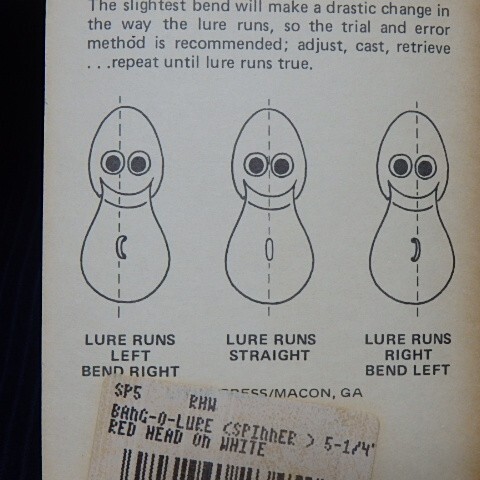 The slightest bend will make a drastic change in
the way the lure runs, so the trial and error
method is recommended; adjust, cast, retrieve
. . .repeat until lure runs true.
LURE RUNS
LEFT
BEND RIGHT
LURE RUNS
STRAIGHT
LURE RUNS
RIGHT
BEND LEFT
PRESS/MACON, GA
SP5 RHW
BANG-O-LURE (SPINNER ) 5-1/4"
RED HEAD ON WHITE